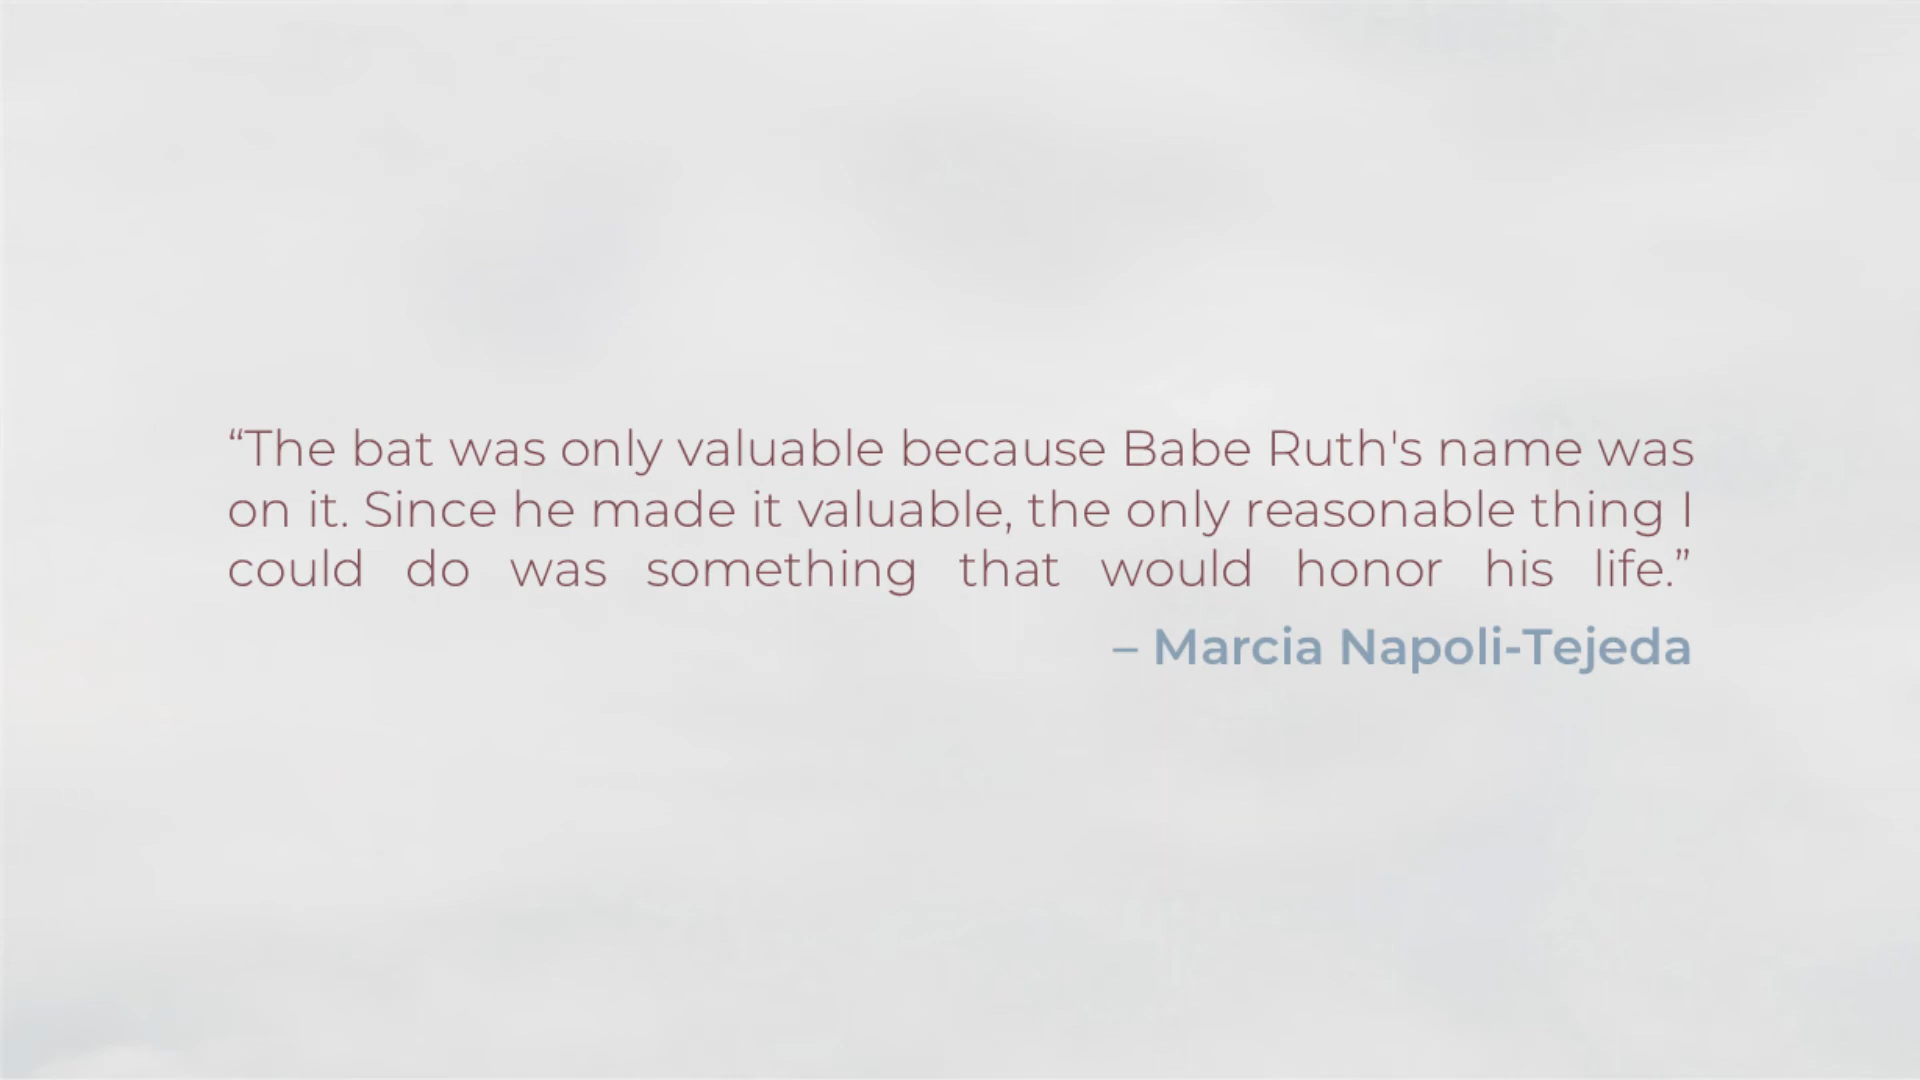 “The bat was only valuable because Babe Ruth's name was
on it. Since he made it valuable, the only reasonable thing I
could do was something that would honor his life.”
– Marcia Napoli-Tejeda